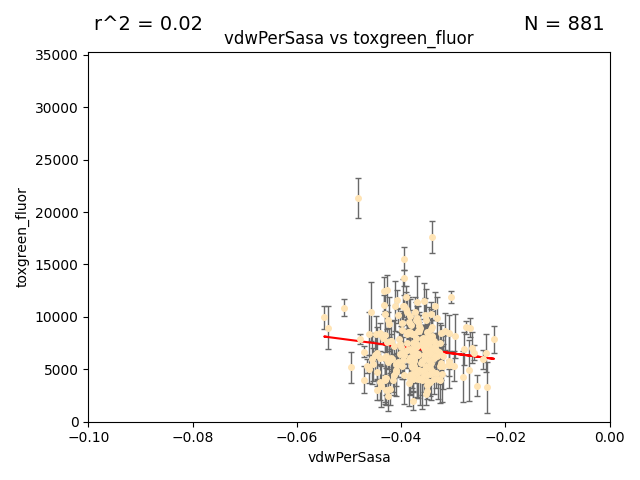 r^2 = 0.02
N = 881
vdwPerSasa vs toxgreen_fluor
35000
30000
25000
20000
15000
10000
5000
0
toxgreen_fluor
−0.10
−0.08
−0.06
−0.04
−0.02
0.00
vdwPerSasa